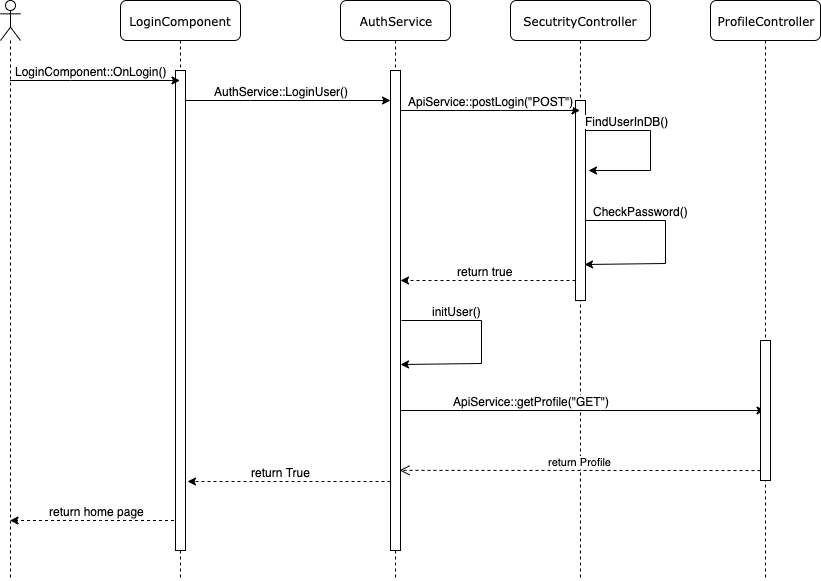 LoginComponent
AuthService
SecutrityController
ProfileController
LoginComponent::OnLogin()
AuthService::LoginUser()
ApiService::postLogin("POST")
FindUserInDB()
CheckPassword()
return true
initUser()
ApiService::getProfile("GET")
return Profile
return True
return home page